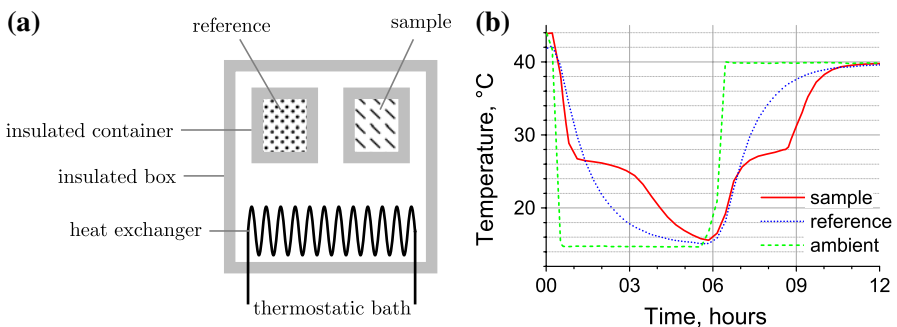 (a)
reference
sample
insulated container
insulated box
heat exchanger
thermostatic bath
(b)
Temperature, °C
40
30
20
sample
reference
ambient
00 03 06 09 12
Time, hours